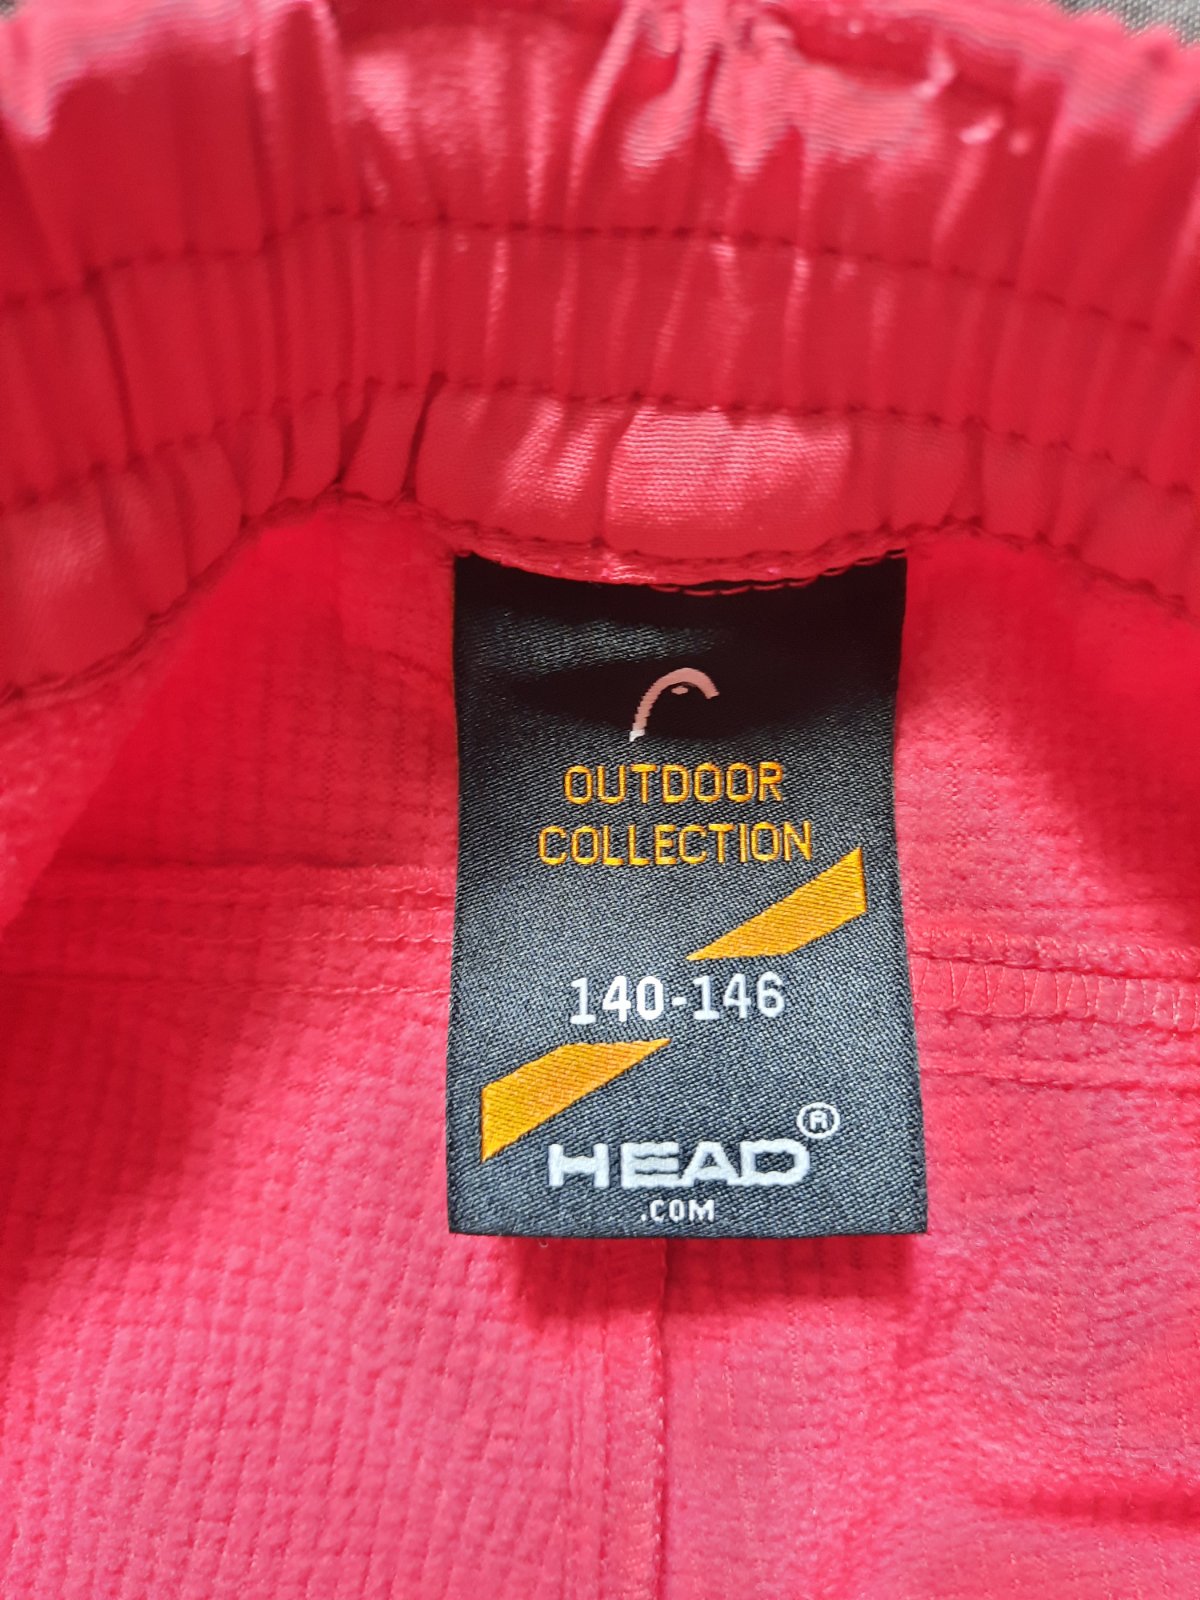 OUTDOOR
COLLECTION
140-146
HEAD®
.COM